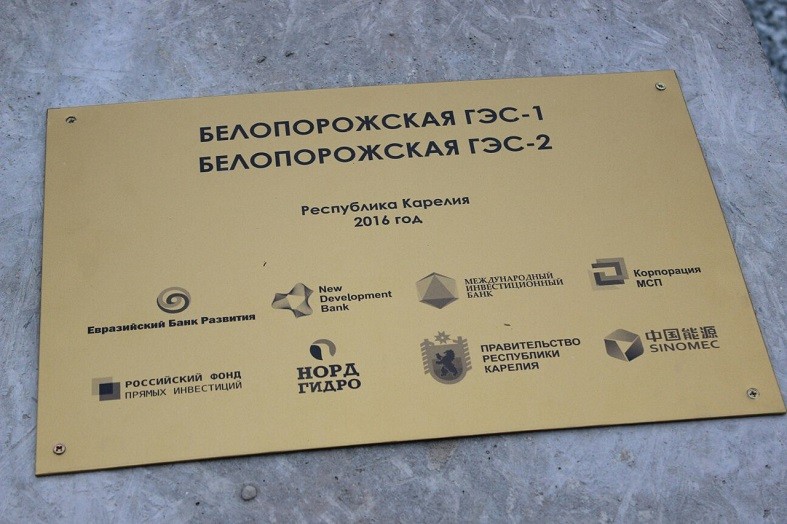 БЕЛОПОРОЖСКАЯ ГЭС-1
БЕЛОПОРОЖСКАЯ ГЭС-2
Республика Карелия
2016 год
Евразийский Банк Развития
New
Development
Bank
МЕЖДУНАРОДНЫЙ
ИНВЕСТИЦИОННЫЙ
БАНК
Корпорация
МСП
РОССИЙСКИЙ ФОНД
ПРЯМЫХ ИНВЕСТИЦИЙ
НОРД
ГИДРО
ПРАВИТЕЛЬСТВО
РЕСПУБЛИКИ
КАРЕЛИЯ
中国能源
SINOMEC